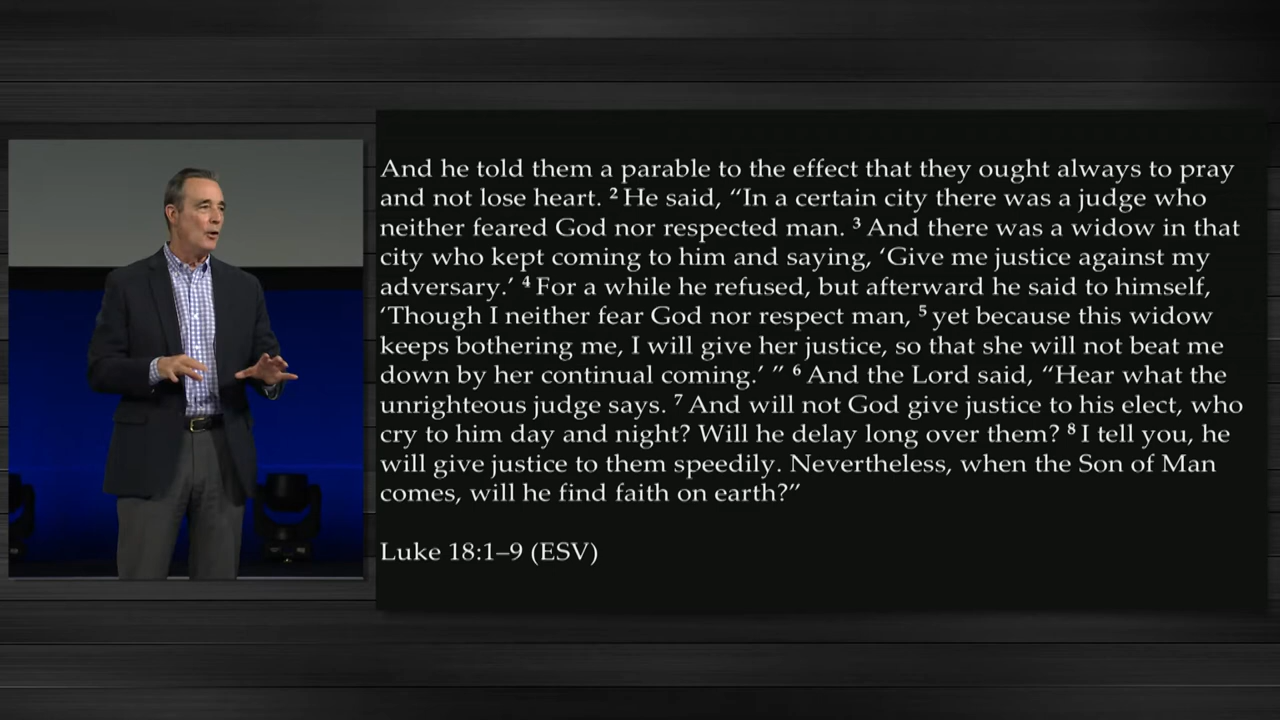 And he told them a parable to the effect that they ought always to pray
and not lose heart. ² He said, “In a certain city there was a judge who
neither feared God nor respected man. ³ And there was a widow in that
city who kept coming to him and saying, ‘Give me justice against my
adversary.’ ⁴ For a while he refused, but afterward he said to himself,
‘Though I neither fear God nor respect man, ⁵ yet because this widow
keeps bothering me, I will give her justice, so that she will not beat me
down by her continual coming.’ ” ⁶ And the Lord said, “Hear what the
unrighteous judge says. ⁷ And will not God give justice to his elect, who
cry to him day and night? Will he delay long over them? ⁸ I tell you, he
will give justice to them speedily. Nevertheless, when the Son of Man
comes, will he find faith on earth?”
Luke 18:1–9 (ESV)